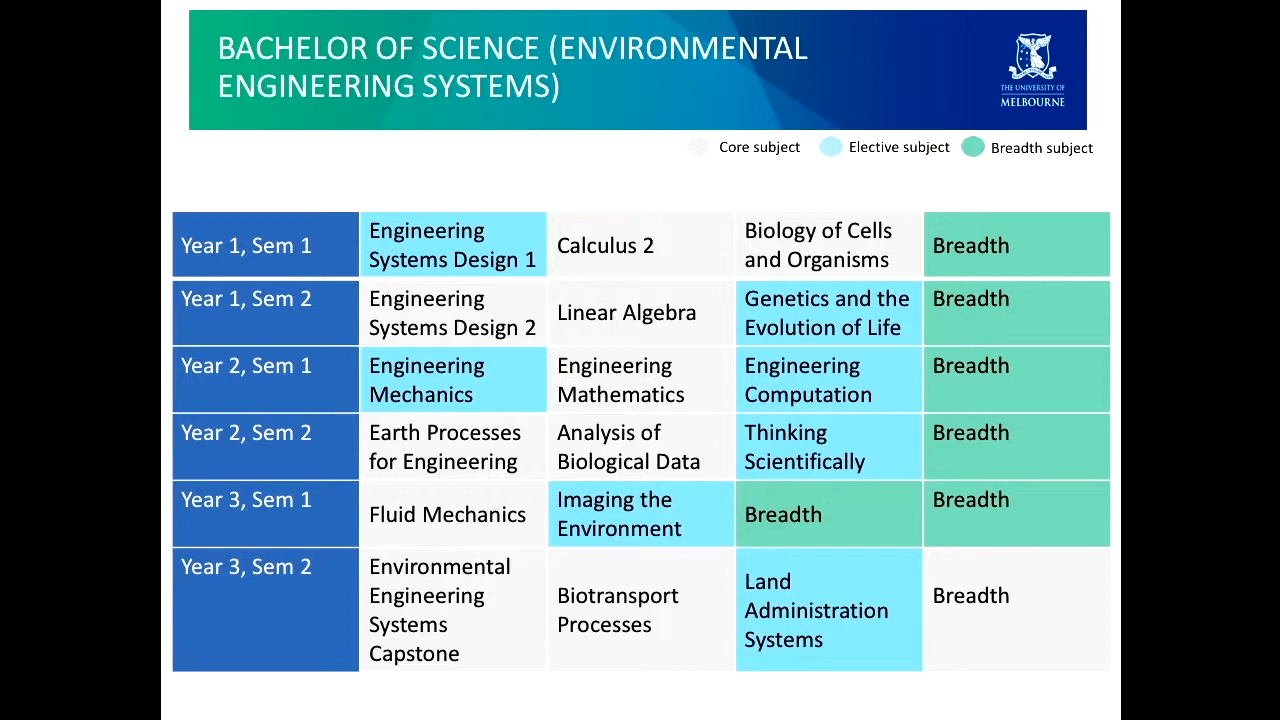 BACHELOR OF SCIENCE (ENVIRONMENTAL
ENGINEERING SYSTEMS)
THE UNIVERSITY OF
MELBOURNE
Core subject
Elective subject
Breadth subject
Year 1, Sem 1
Engineering
Systems Design 1
Calculus 2
Biology of Cells
and Organisms
Breadth
Year 1, Sem 2
Engineering
Systems Design 2
Linear Algebra
Genetics and the
Evolution of Life
Breadth
Year 2, Sem 1
Engineering
Mechanics
Engineering
Mathematics
Engineering
Computation
Breadth
Year 2, Sem 2
Earth Processes
for Engineering
Analysis of
Biological Data
Thinking
Scientifically
Breadth
Year 3, Sem 1
Fluid Mechanics
Imaging the
Environment
Breadth
Breadth
Year 3, Sem 2
Environmental
Engineering
Systems
Capstone
Biotransport
Processes
Land
Administration
Systems
Breadth